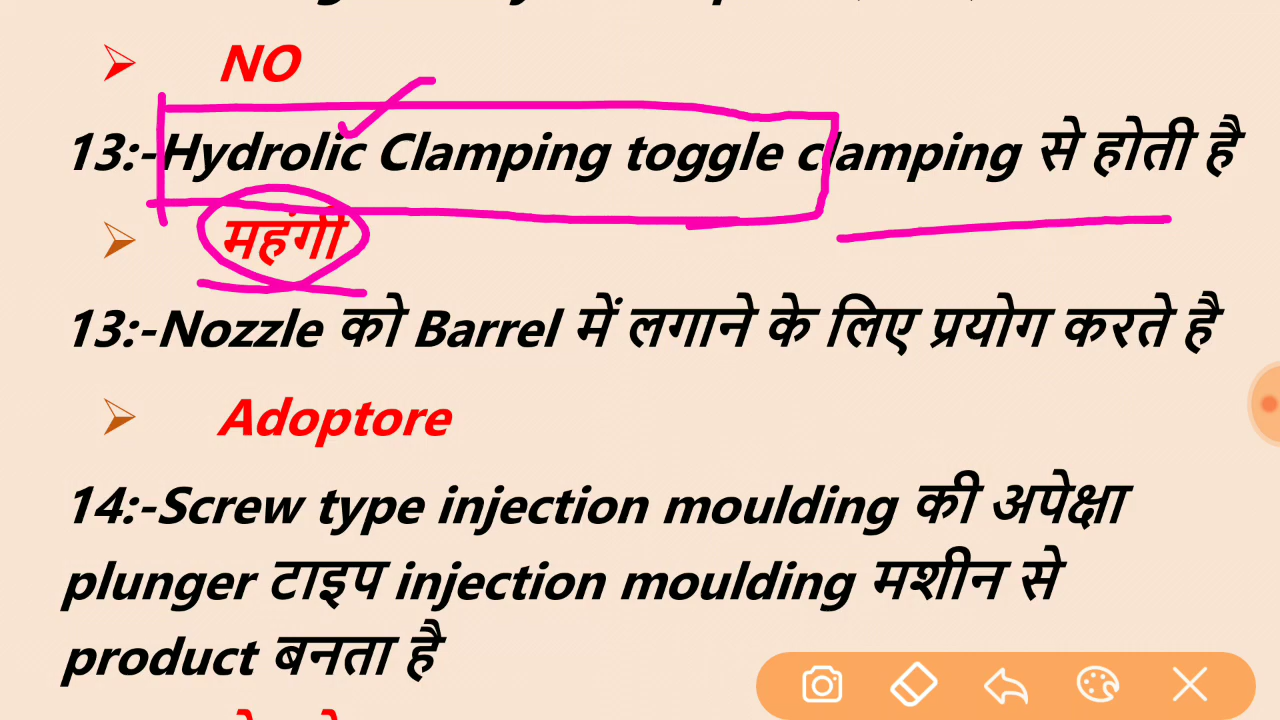 NO
13:-Hydrolic Clamping toggle clamping से होती है
महंगी
13:-Nozzle को Barrel में लगाने के लिए प्रयोग करते है
Adoptore
14:-Screw type injection moulding की अपेक्षा
plunger टाइप injection moulding मशीन से
product बनता है